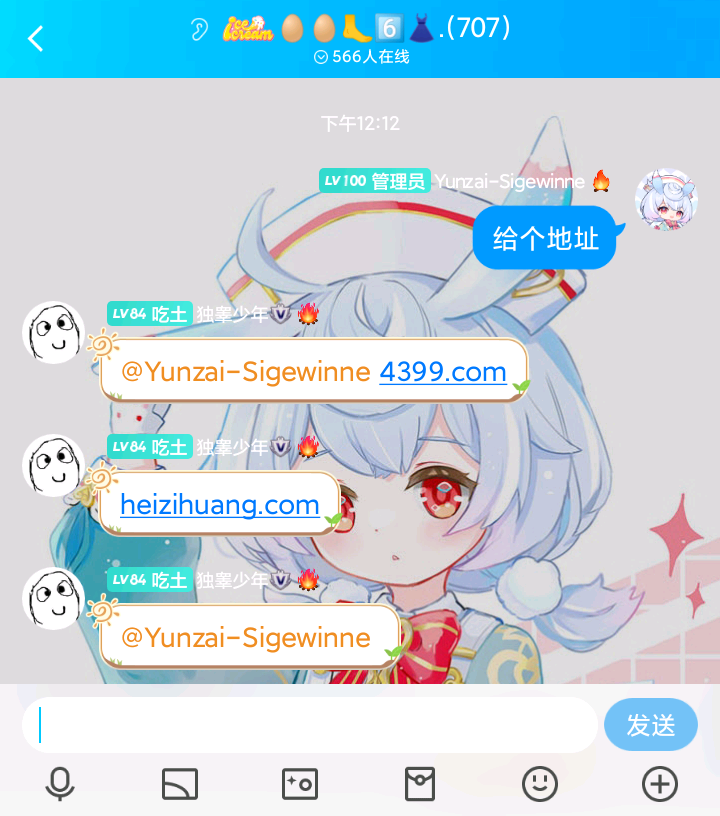 ice cream 🥚🥚🦶6️⃣👗.(707)
566人在线
下午12:12
LV100 管理员 Yunzai-Sigewinne 🔥
给个地址
LV84 吃土 独睾少年 V 🔥
@Yunzai-Sigewinne 4399.com
LV84 吃土 独睾少年 V 🔥
heizihuang.com
LV84 吃土 独睾少年 V 🔥
@Yunzai-Sigewinne
发送